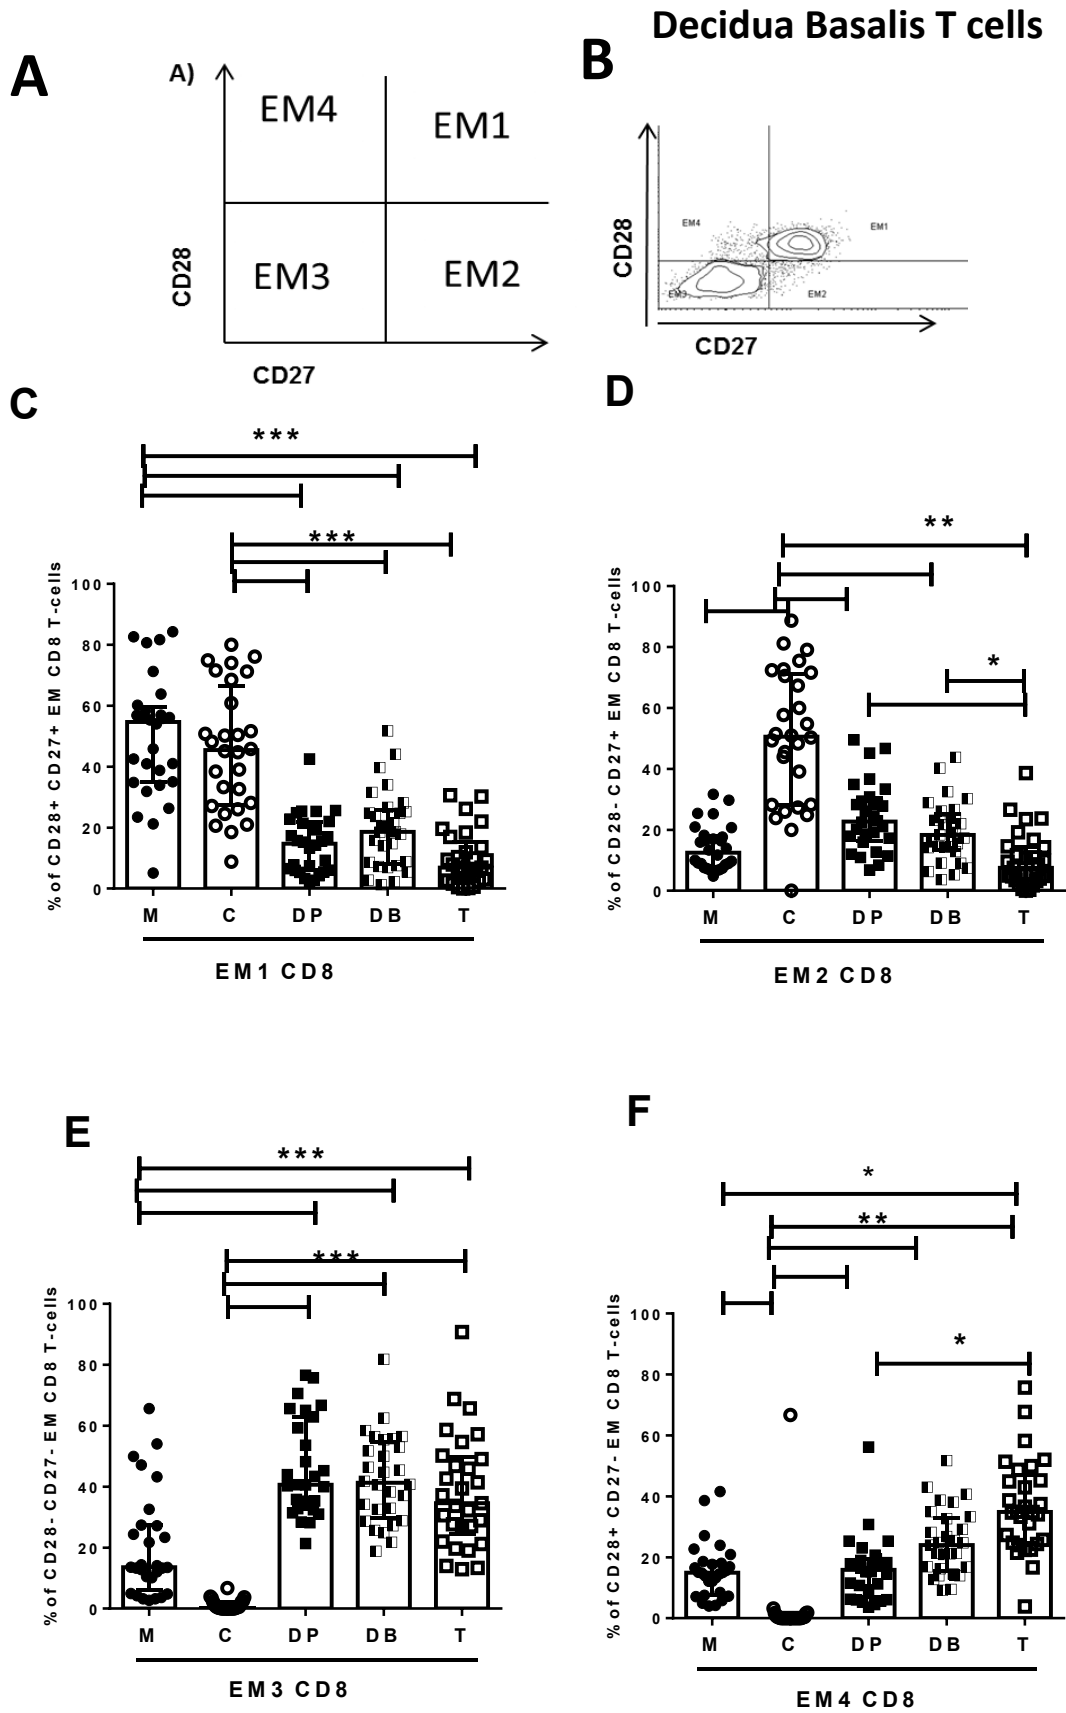 Decidua Basalis T cells
A
B
A)
EM4
EM1
EM3
EM2
CD28
CD27
CD28
EM4
EM1
EM3
EM2
CD27
C
***
***
% of CD28+ CD27+ EM CD8 T-cells
100
80
60
40
20
0
M C DP DB T
EM1 CD8
D
**
*
% of CD28- CD27+ EM CD8 T-cells
100
80
60
40
20
0
M C DP DB T
EM2 CD8
E
***
***
% of CD28- CD27- EM CD8 T-cells
100
80
60
40
20
0
M C DP DB T
EM3 CD8
F
*
**
*
% of CD28+ CD27- EM CD8 T-cells
100
80
60
40
20
0
M C DP DB T
EM4 CD8